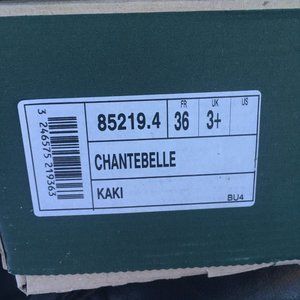 3 246575 219363
85219.4
FR UK US
36 3+
CHANTEBELLE
KAKI
BU4